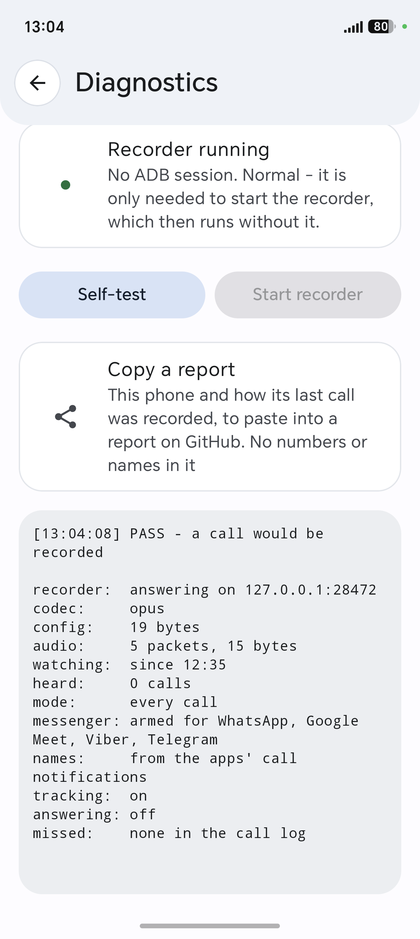 13:04
80
Diagnostics
Recorder running
No ADB session. Normal – it is
only needed to start the recorder,
which then runs without it.
Self-test
Start recorder
Copy a report
This phone and how its last call
was recorded, to paste into a
report on GitHub. No numbers or
names in it
[13:04:08] PASS - a call would be
recorded
recorder: answering on 127.0.0.1:28472
codec: opus
config: 19 bytes
audio: 5 packets, 15 bytes
watching: since 12:35
heard: 0 calls
mode: every call
messenger: armed for WhatsApp, Google
Meet, Viber, Telegram
names: from the apps' call
notifications
tracking: on
answering: off
missed: none in the call log